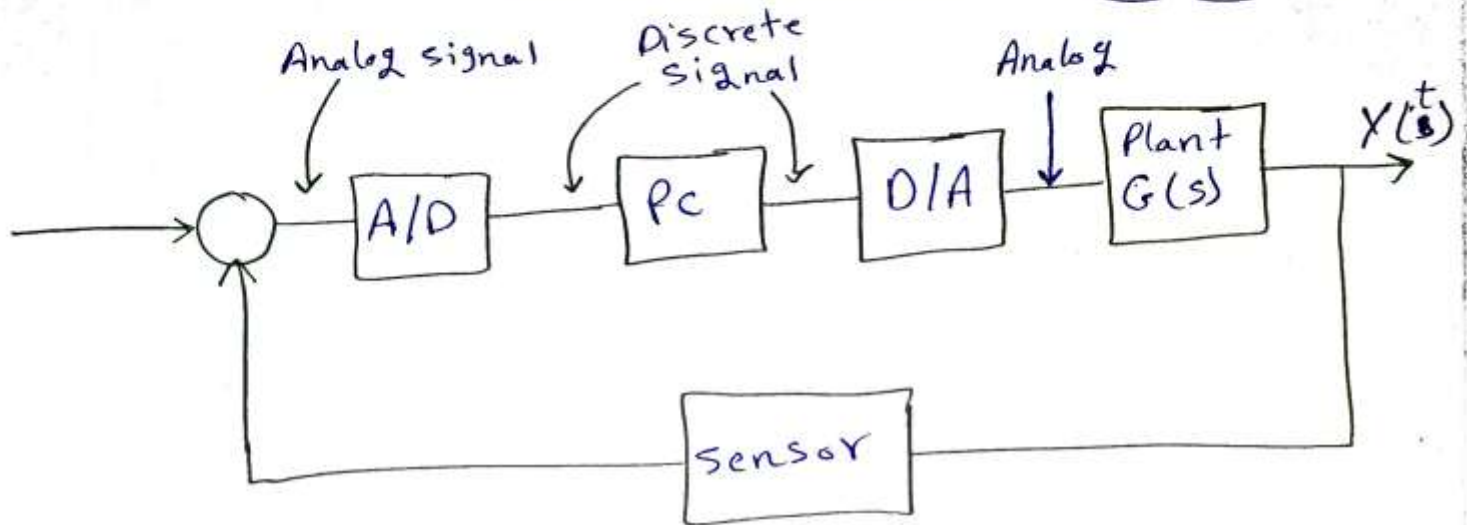 Analog signal
Discrete
signal
Analog
A/D
Pc
D/A
Plant
G(s)
Y(t)
Sensor